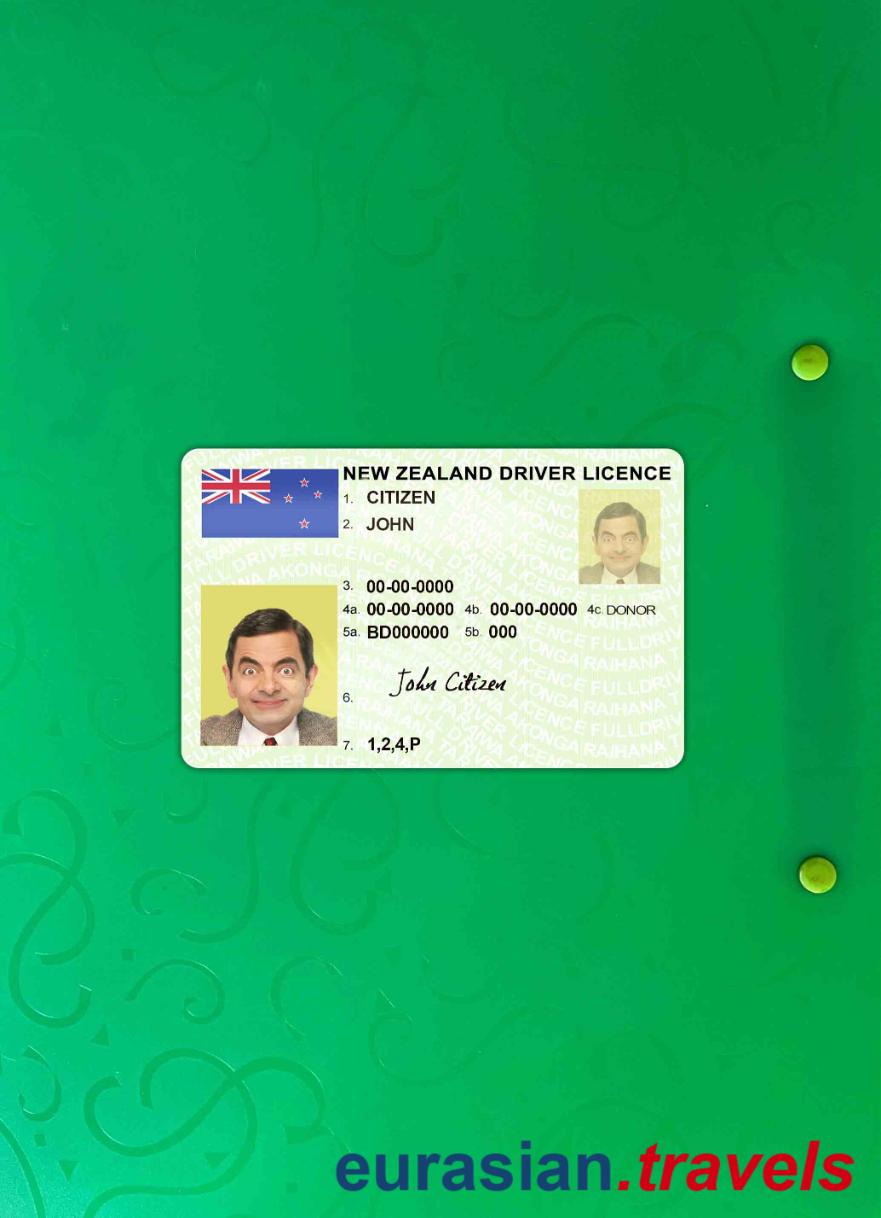 NEW ZEALAND DRIVER LICENCE
1. CITIZEN
2. JOHN
3. 00-00-0000
4a. 00-00-0000 4b. 00-00-0000 4c. DONOR
5a. BD000000 5b. 000
John Citizen
6.
7. 1,2,4,P
eurasian.travels